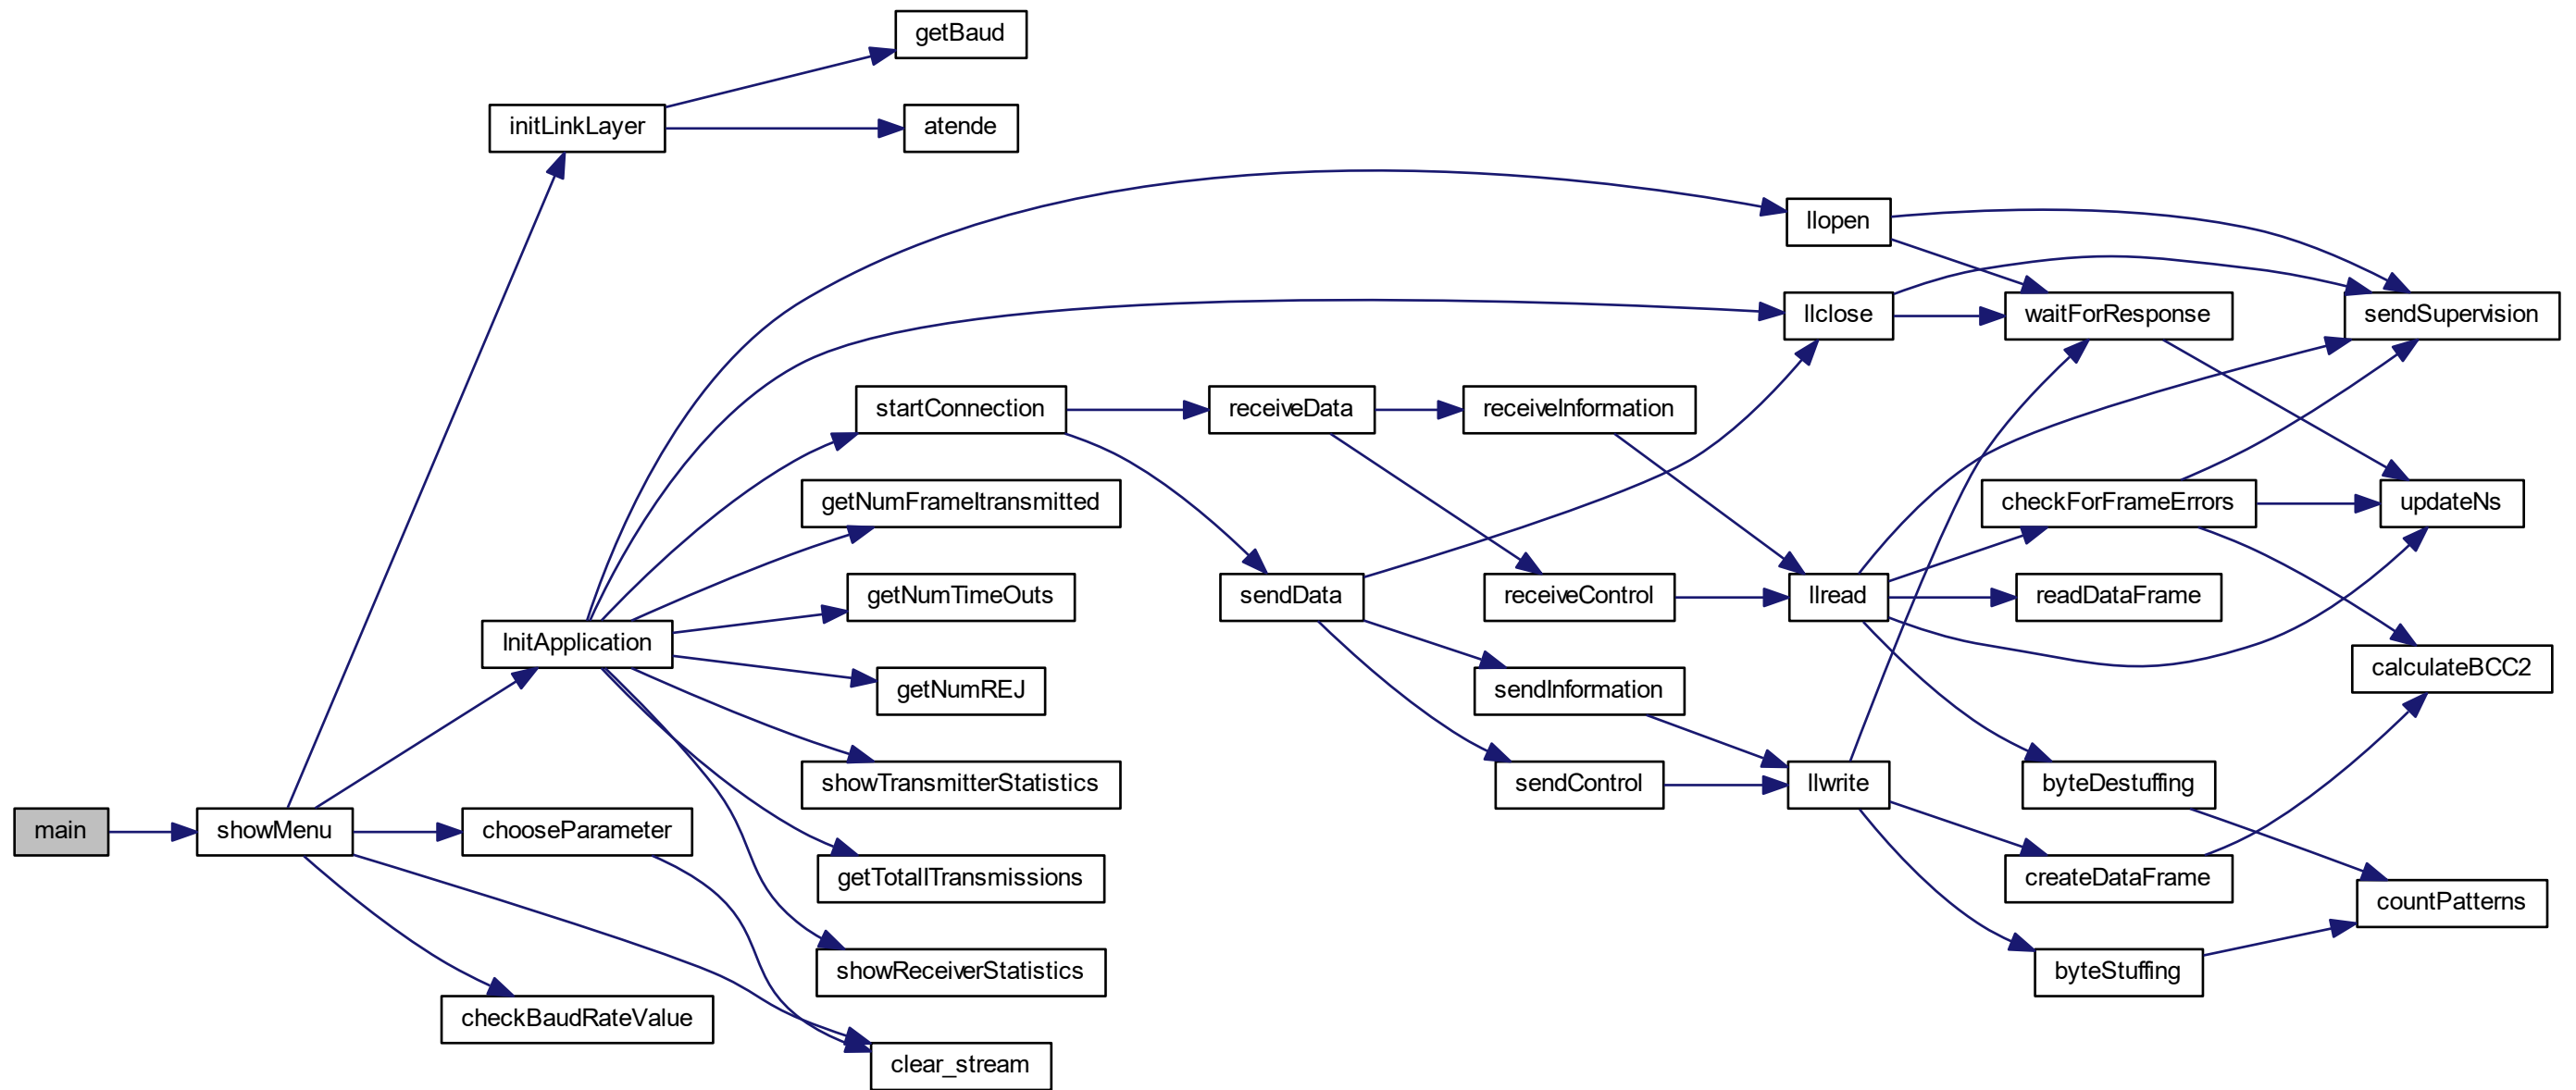 getBaud
initLinkLayer
atende
llopen
llclose
waitForResponse
sendSupervision
startConnection
receiveData
receiveInformation
getNumFrameItransmitted
checkForFrameErrors
updateNs
getNumTimeOuts
sendData
receiveControl
llread
readDataFrame
InitApplication
getNumREJ
sendInformation
calculateBCC2
showTransmitterStatistics
sendControl
llwrite
byteDestuffing
main
showMenu
chooseParameter
getTotalITransmissions
createDataFrame
countPatterns
showReceiverStatistics
byteStuffing
checkBaudRateValue
clear_stream